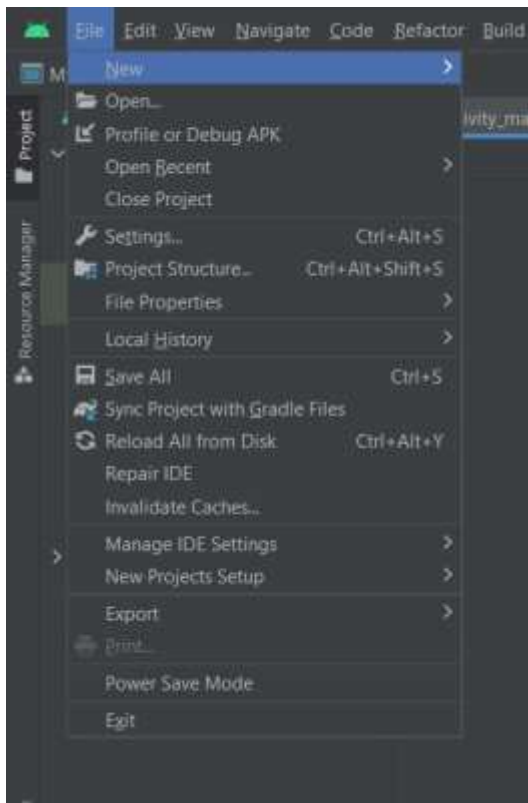 File Edit View Navigate Code Refactor Build
M
New
Open...
ivity_ma
Profile or Debug APK
Open Recent
Close Project
Settings... Ctrl+Alt+S
Project Structure... Ctrl+Alt+Shift+S
File Properties
Local History
Save All Ctrl+S
Sync Project with Gradle Files
Reload All from Disk Ctrl+Alt+Y
Repair IDE
Invalidate Caches...
Manage IDE Settings
New Projects Setup
Export
Print...
Power Save Mode
Exit
Project
Resource Manager